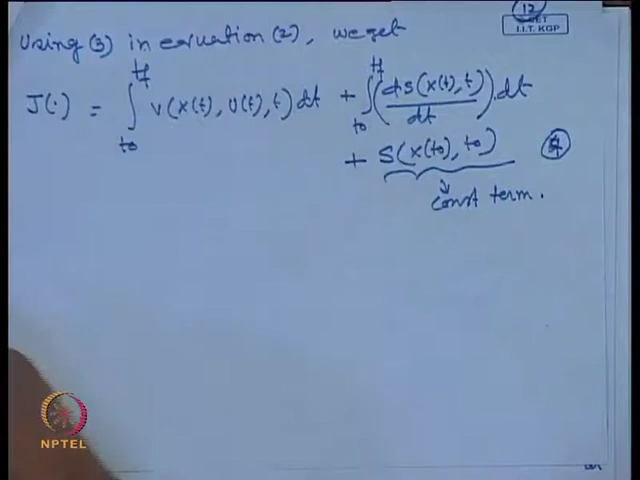 12
CET
I.I.T. KGP
Using (3) in equation (2), we get
J(.) = ∫_{t0}^{tf} V(x(t), U(t), t) dt + ∫_{t0}^{tf} (dS(x(t), t)/dt) . dt
+ S(x(t0), t0) (4)
const term.
NPTEL